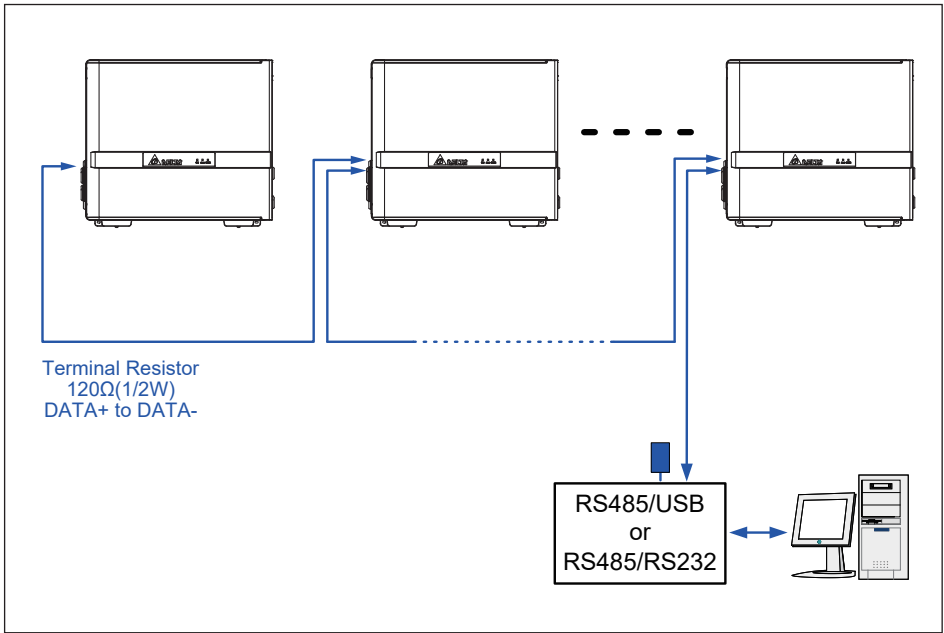 Terminal Resistor
120Ω(1/2W)
DATA+ to DATA-
RS485/USB
or
RS485/RS232